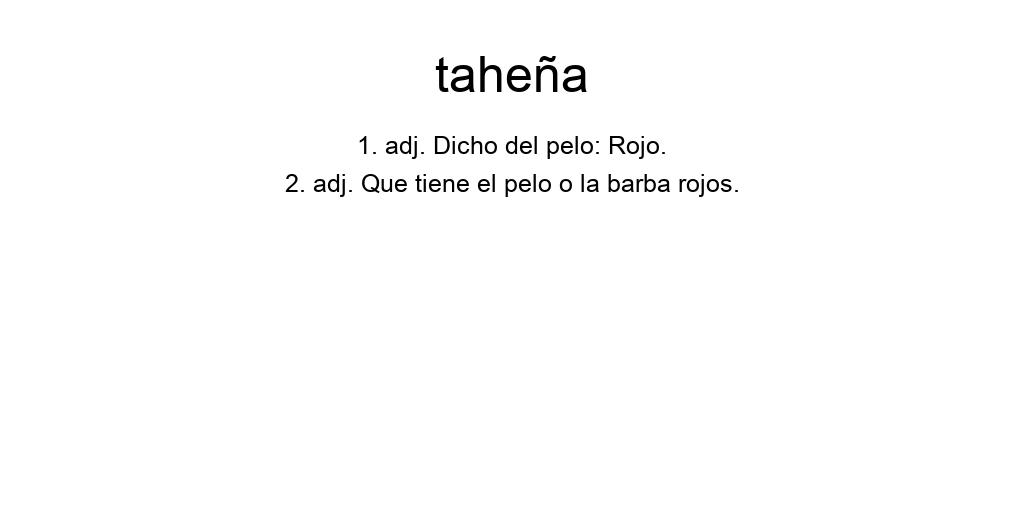 taheña
1. adj. Dicho del pelo: Rojo.
2. adj. Que tiene el pelo o la barba rojos.